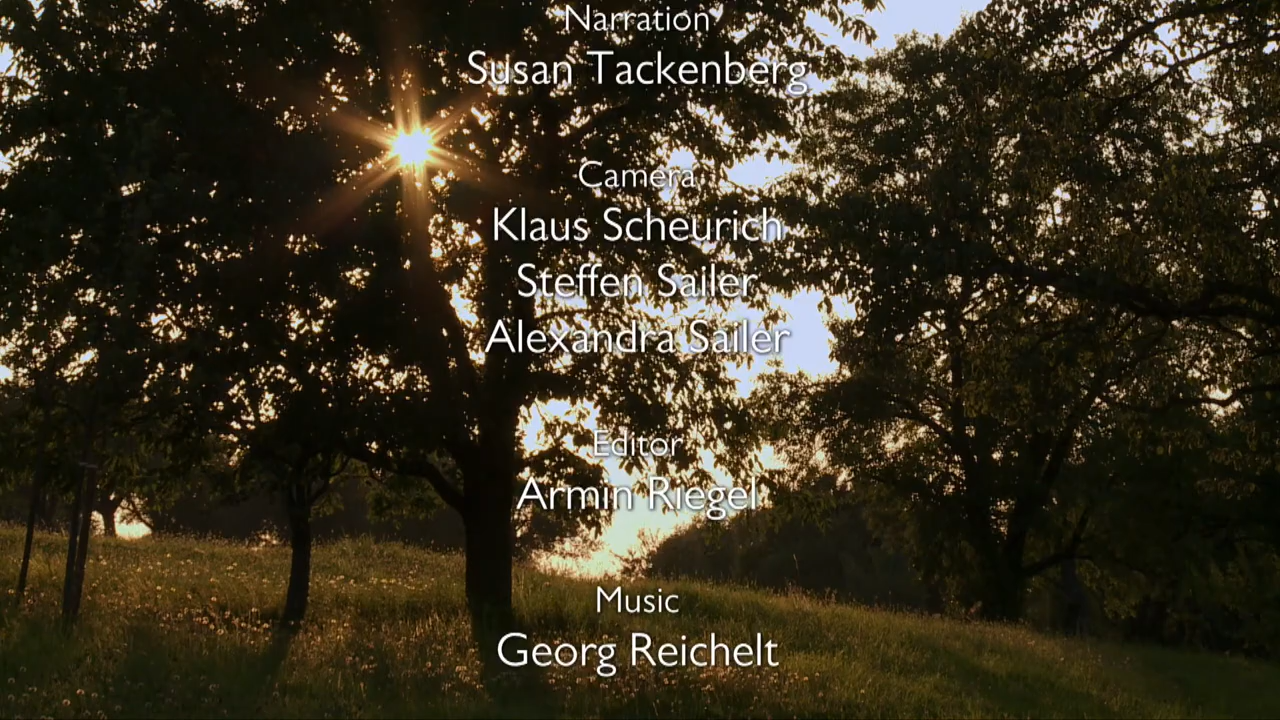 Narration
Susan Tackenberg
Camera
Klaus Scheurich
Steffen Sailer
Alexandra Sailer
Editor
Armin Riegel
Music
Georg Reichelt